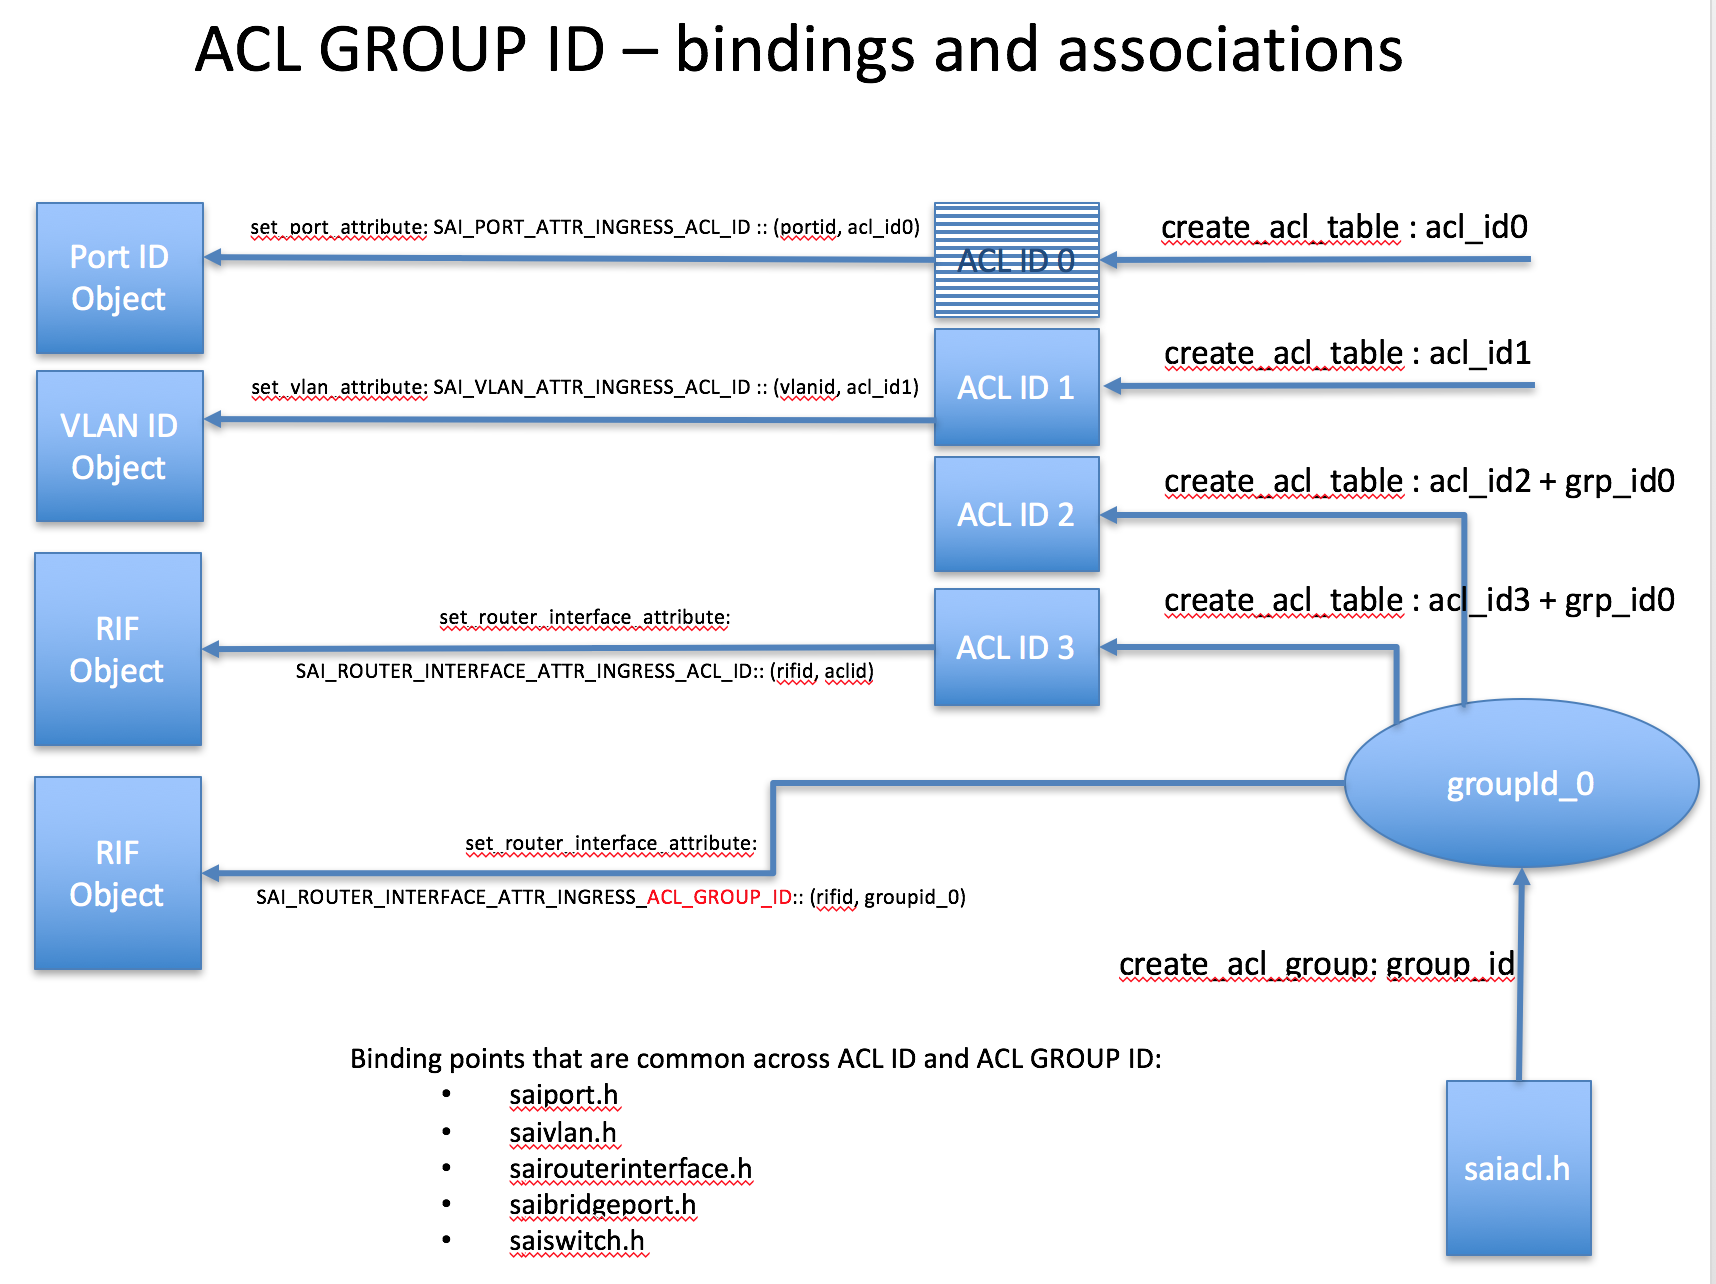 ACL GROUP ID – bindings and associations
Port ID
Object
set_port_attribute: SAI_PORT_ATTR_INGRESS_ACL_ID :: (portid, acl_id0)
ACL ID 0
create_acl_table : acl_id0
VLAN ID
Object
set_vlan_attribute: SAI_VLAN_ATTR_INGRESS_ACL_ID :: (vlanid, acl_id1)
ACL ID 1
create_acl_table : acl_id1
ACL ID 2
create_acl_table : acl_id2 + grp_id0
RIF
Object
set_router_interface_attribute:
SAI_ROUTER_INTERFACE_ATTR_INGRESS_ACL_ID:: (rifid, aclid)
ACL ID 3
create_acl_table : acl_id3 + grp_id0
groupId_0
RIF
Object
set_router_interface_attribute:
SAI_ROUTER_INTERFACE_ATTR_INGRESS_ACL_GROUP_ID:: (rifid, groupid_0)
create_acl_group: group_id
saiacl.h
Binding points that are common across ACL ID and ACL GROUP ID:
• saiport.h
• saivlan.h
• sairouterinterface.h
• saibridgeport.h
• saiswitch.h